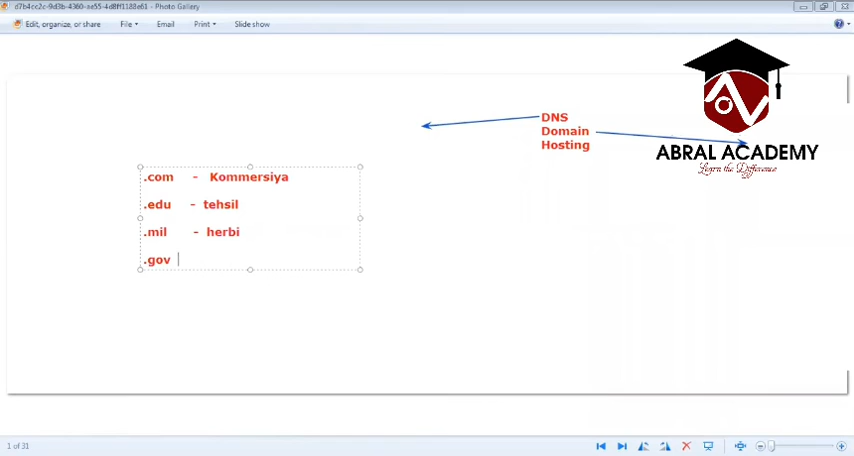 d7b4cc2c-9d3b-4360-ae55-4d8ff1188e61 - Photo Gallery
Edit, organize, or share File Email Print Slide show
DNS
Domain
Hosting
ABRAL ACADEMY
Learn the Difference
.com - Kommersiya
.edu - tehsil
.mil - herbi
.gov
1 of 31